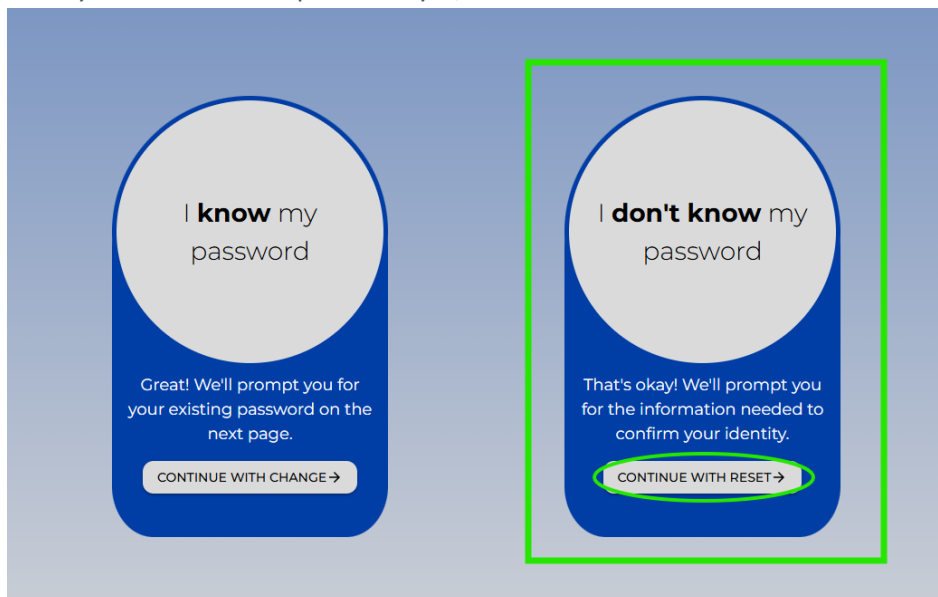 I know my
password
Great! We'll prompt you for
your existing password on the
next page.
CONTINUE WITH CHANGE→
I don't know my
password
That's okay! We'll prompt you
for the information needed to
confirm your identity.
CONTINUE WITH RESET→